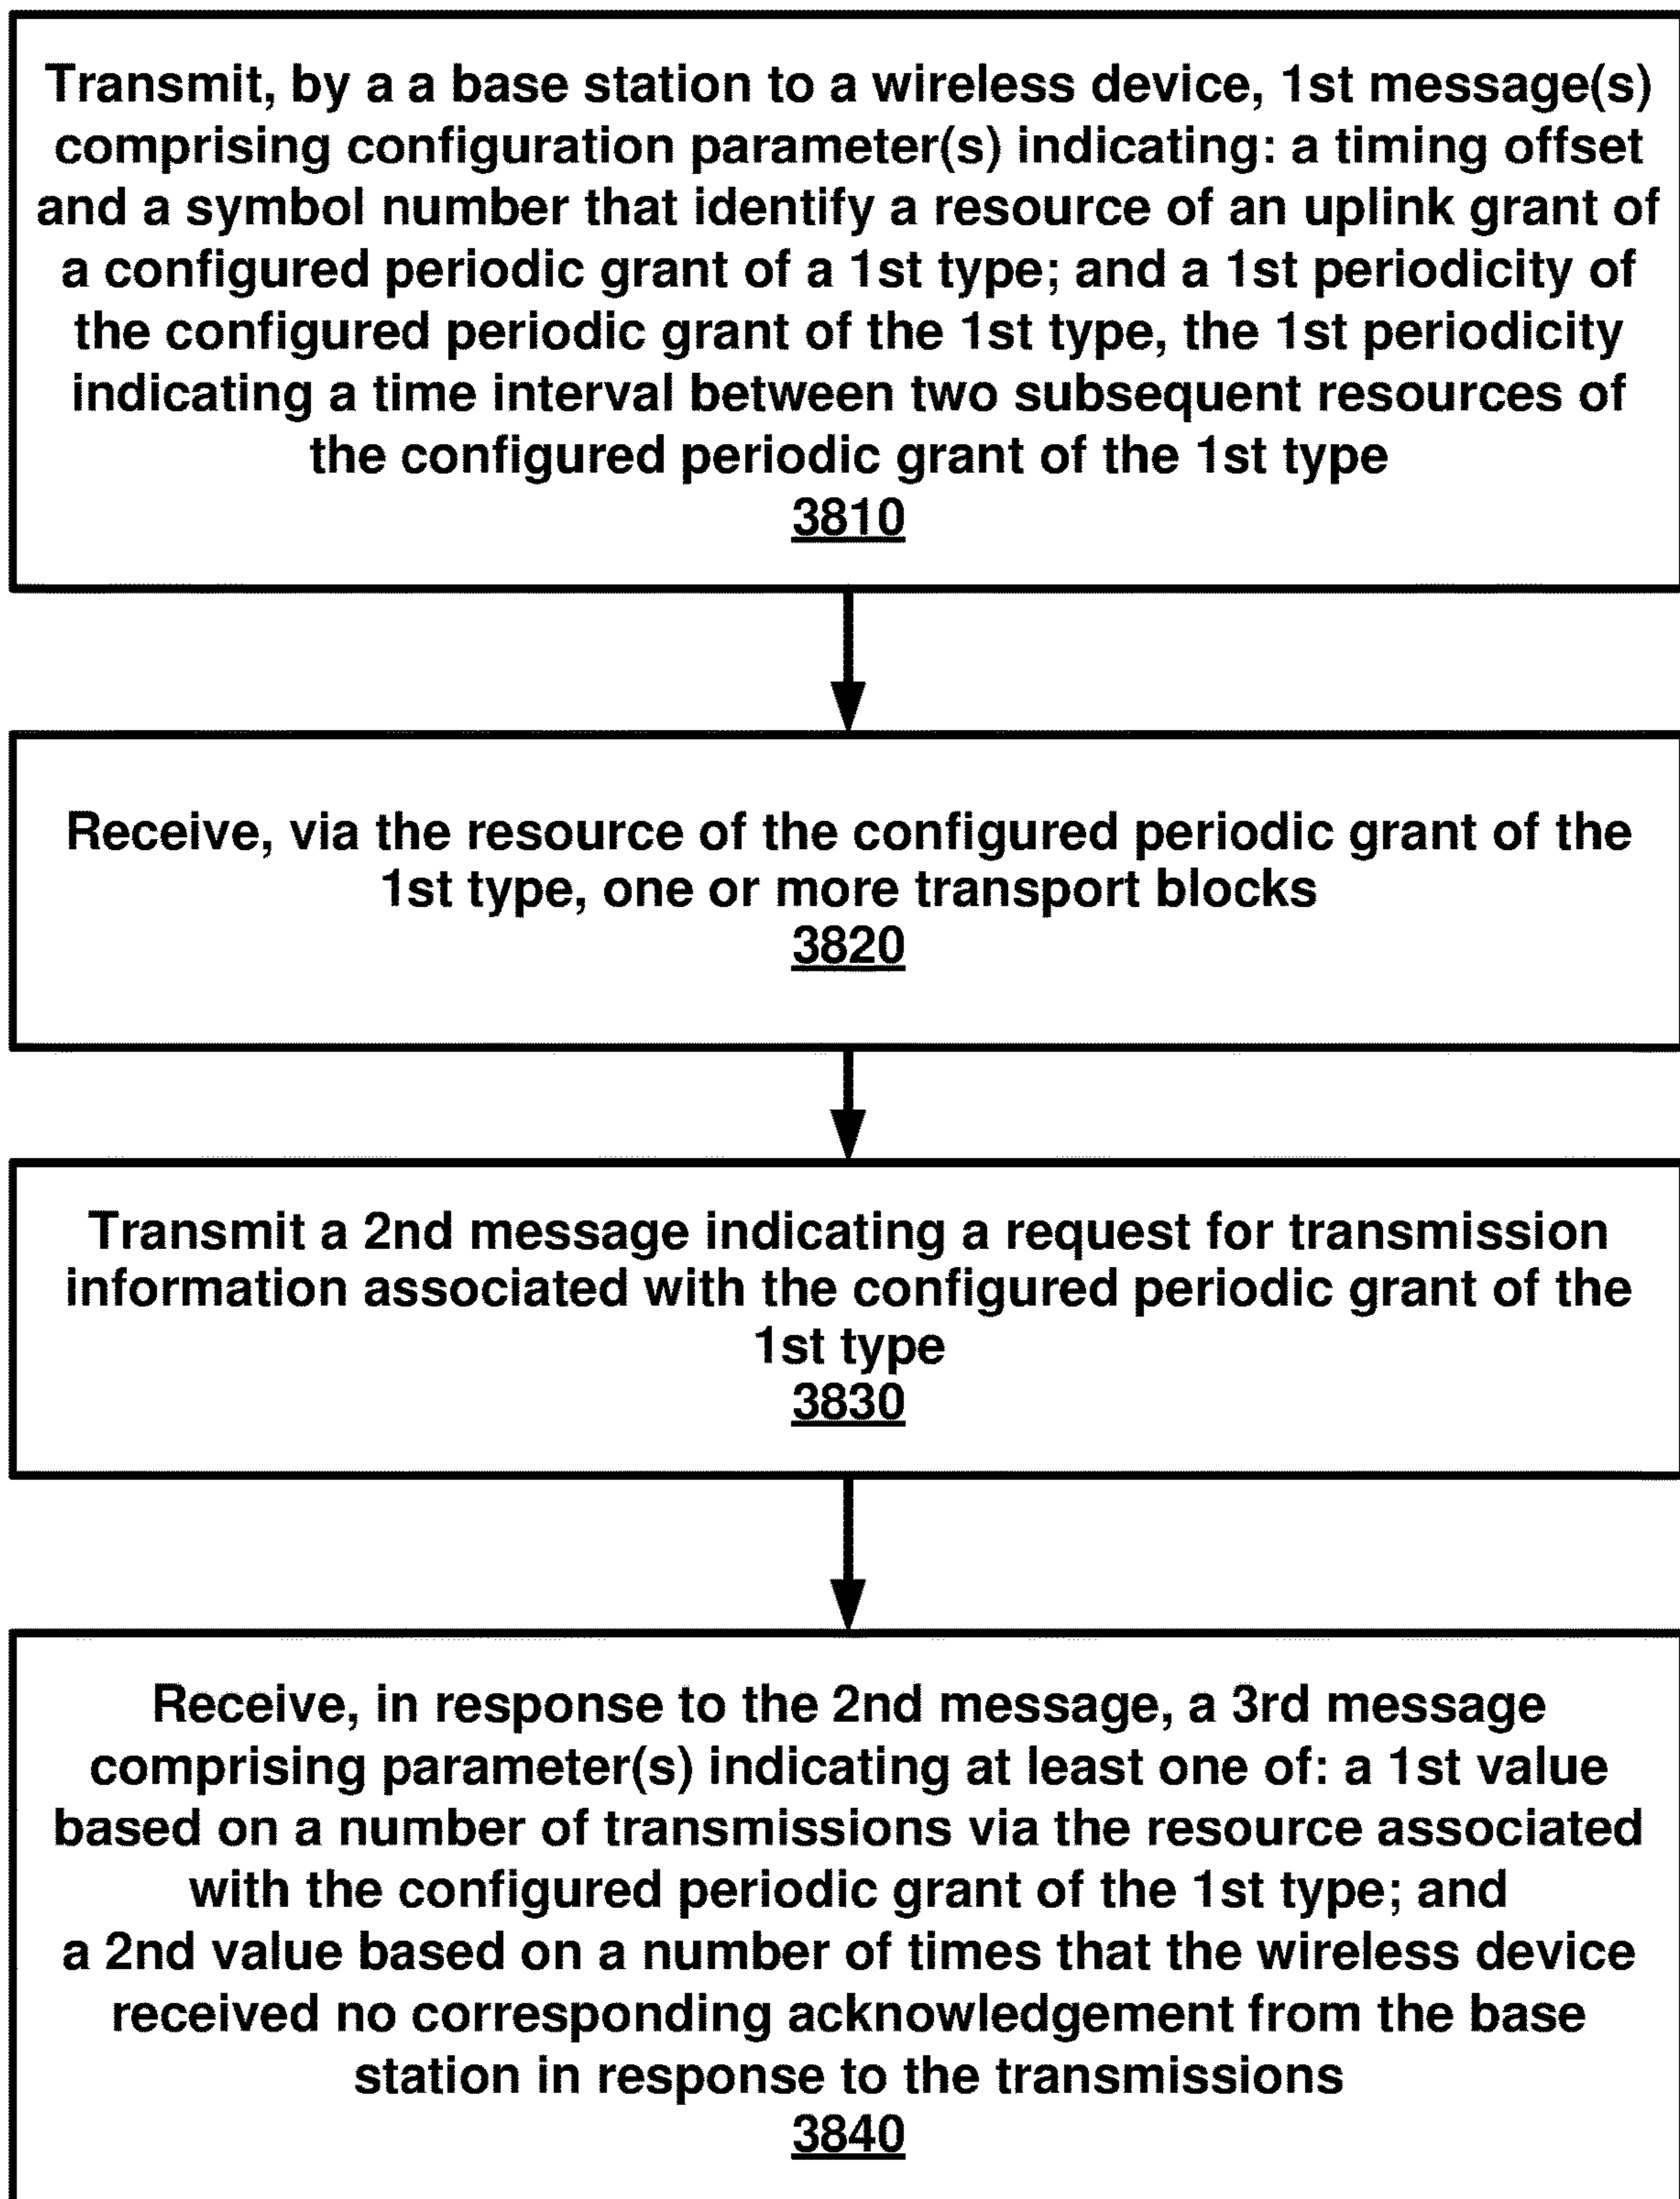 Transmit, by a a base station to a wireless device, 1st message(s)
comprising configuration parameter(s) indicating: a timing offset
and a symbol number that identify a resource of an uplink grant of
a configured periodic grant of a 1st type; and a 1st periodicity of
the configured periodic grant of the 1st type, the 1st periodicity
indicating a time interval between two subsequent resources of
the configured periodic grant of the 1st type
3810
Receive, via the resource of the configured periodic grant of the
1st type, one or more transport blocks
3820
Transmit a 2nd message indicating a request for transmission
information associated with the configured periodic grant of the
1st type
3830
Receive, in response to the 2nd message, a 3rd message
comprising parameter(s) indicating at least one of: a 1st value
based on a number of transmissions via the resource associated
with the configured periodic grant of the 1st type; and
a 2nd value based on a number of times that the wireless device
received no corresponding acknowledgement from the base
station in response to the transmissions
3840